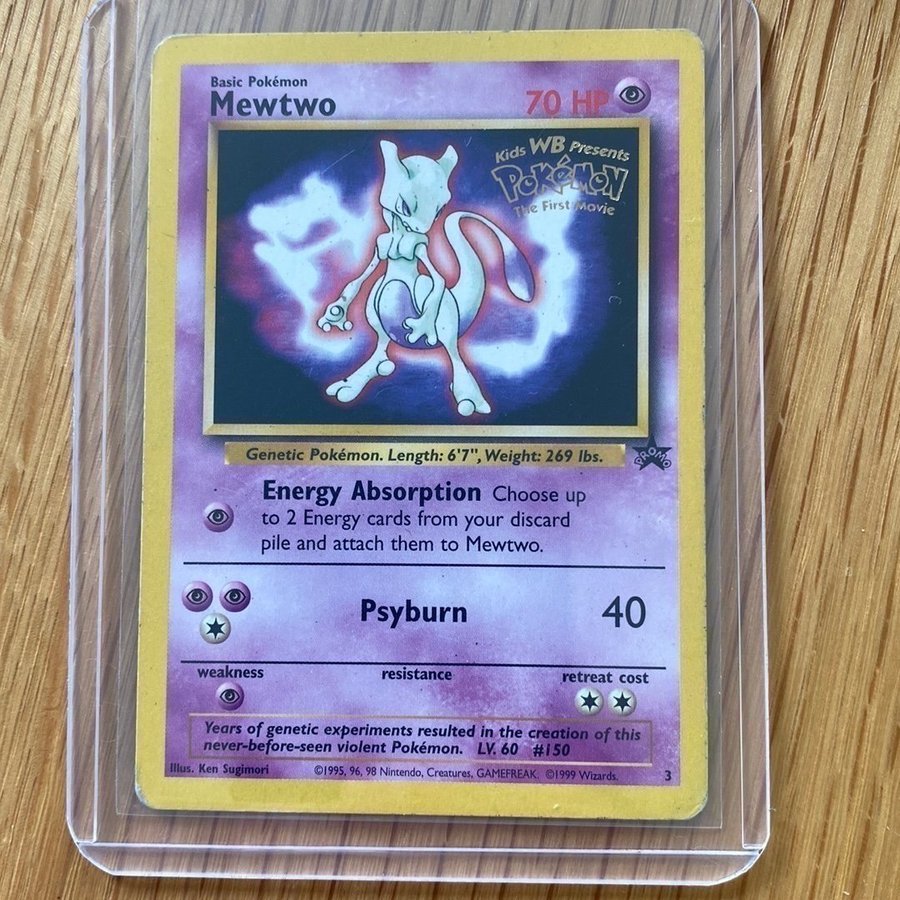 Basic Pokémon
Mewtwo 70 HP
Kids WB Presents
POKéMON
The First Movie
Genetic Pokémon. Length: 6'7", Weight: 269 lbs.
PROMO
Energy Absorption Choose up
to 2 Energy cards from your discard
pile and attach them to Mewtwo.
Psyburn 40
weakness resistance retreat cost
Years of genetic experiments resulted in the creation of this
never-before-seen violent Pokémon. LV. 60 #150
Illus. Ken Sugimori ©1995, 96, 98 Nintendo, Creatures, GAMEFREAK. ©1999 Wizards. 3